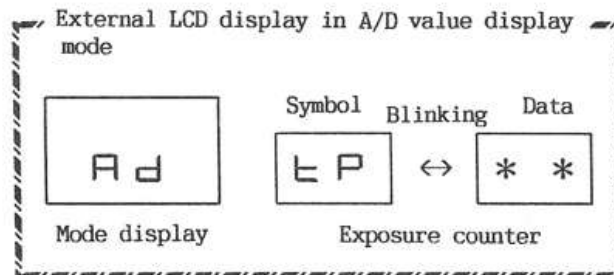 External LCD display in A/D value display
mode
Symbol Blinking Data
Ad tP ↔ * *
Mode display Exposure counter